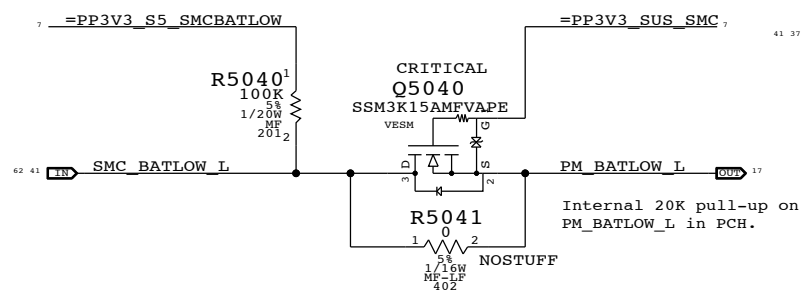 7 =PP3V3_S5_SMCBATLOW
=PP3V3_SUS_SMC 7
41 37
R5040 1
100K
5%
1/20W
MF
201 2
CRITICAL
Q5040
SSM3K15AMFVAPE
VESM
G 1
D
3
S
2
62 41 IN SMC_BATLOW_L
PM_BATLOW_L OUT 17
Internal 20K pull-up on
PM_BATLOW_L in PCH.
R5041
0
1 2
5%
1/16W
MF-LF
402
NOSTUFF